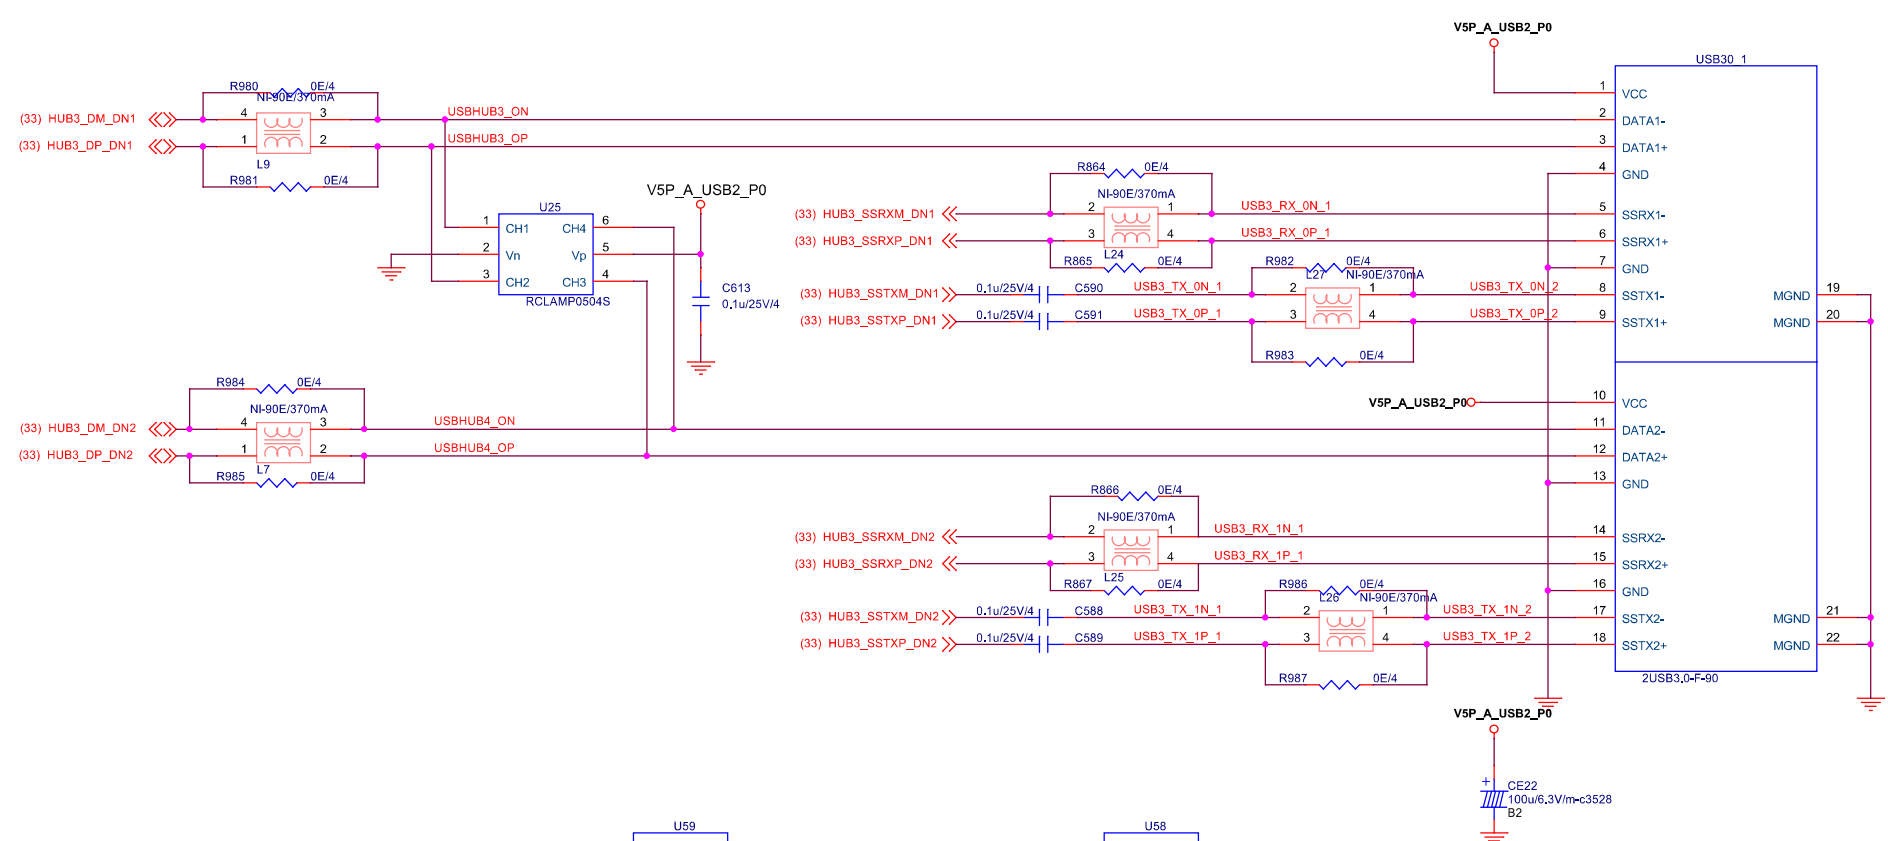 V5P_A_USB2_P0
USB30_1
R980 0E/4
NI-90E/370mA
(33) HUB3_DM_DN1 4 3 USBHUB3_ON
(33) HUB3_DP_DN1 1 2 USBHUB3_OP
L9
R981 0E/4
1 VCC
2 DATA1-
3 DATA1+
4 GND
5 SSRX1-
6 SSRX1+
7 GND
8 SSTX1-
9 SSTX1+
MGND 19
MGND 20
V5P_A_USB2_P0
U25
1 CH1 CH4 6
2 Vn Vp 5
3 CH2 CH3 4
RCLAMP0504S
C613
0.1u/25V/4
R864 0E/4
NI-90E/370mA
(33) HUB3_SSRXM_DN1 2 1 USB3_RX_0N_1
(33) HUB3_SSRXP_DN1 3 4 USB3_RX_0P_1
L24
R865 0E/4
R982 0E/4
L27 NI-90E/370mA
(33) HUB3_SSTXM_DN1 0.1u/25V/4 C590 USB3_TX_0N_1 2 1 USB3_TX_0N_2
(33) HUB3_SSTXP_DN1 0.1u/25V/4 C591 USB3_TX_0P_1 3 4 USB3_TX_0P_2
R983 0E/4
R984 0E/4
NI-90E/370mA
(33) HUB3_DM_DN2 4 3 USBHUB4_ON
(33) HUB3_DP_DN2 1 2 USBHUB4_OP
L7
R985 0E/4
V5P_A_USB2_P0
10 VCC
11 DATA2-
12 DATA2+
13 GND
14 SSRX2-
15 SSRX2+
16 GND
17 SSTX2-
18 SSTX2+
MGND 21
MGND 22
2USB3.0-F-90
R866 0E/4
NI-90E/370mA
(33) HUB3_SSRXM_DN2 2 1 USB3_RX_1N_1
(33) HUB3_SSRXP_DN2 3 4 USB3_RX_1P_1
L25
R867 0E/4
R986 0E/4
L26 NI-90E/370mA
(33) HUB3_SSTXM_DN2 0.1u/25V/4 C588 USB3_TX_1N_1 2 1 USB3_TX_1N_2
(33) HUB3_SSTXP_DN2 0.1u/25V/4 C589 USB3_TX_1P_1 3 4 USB3_TX_1P_2
R987 0E/4
V5P_A_USB2_P0
+
CE22
100u/6.3V/m-c3528
B2
U59
U58